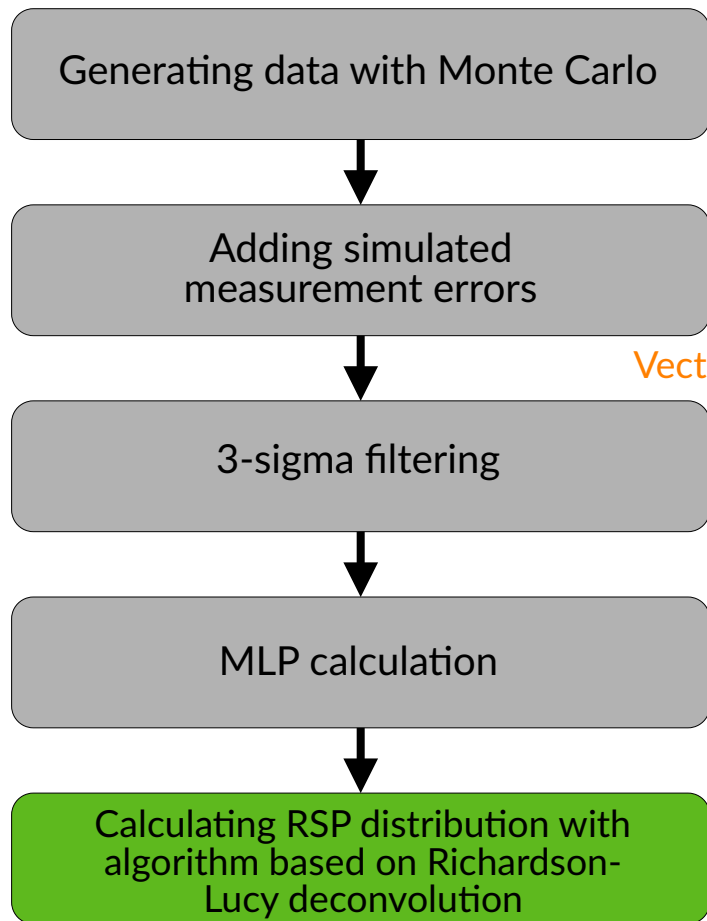 Generating data with Monte Carlo
Adding simulated
measurement errors
Vect
3-sigma filtering
MLP calculation
Calculating RSP distribution with
algorithm based on Richardson-
Lucy deconvolution